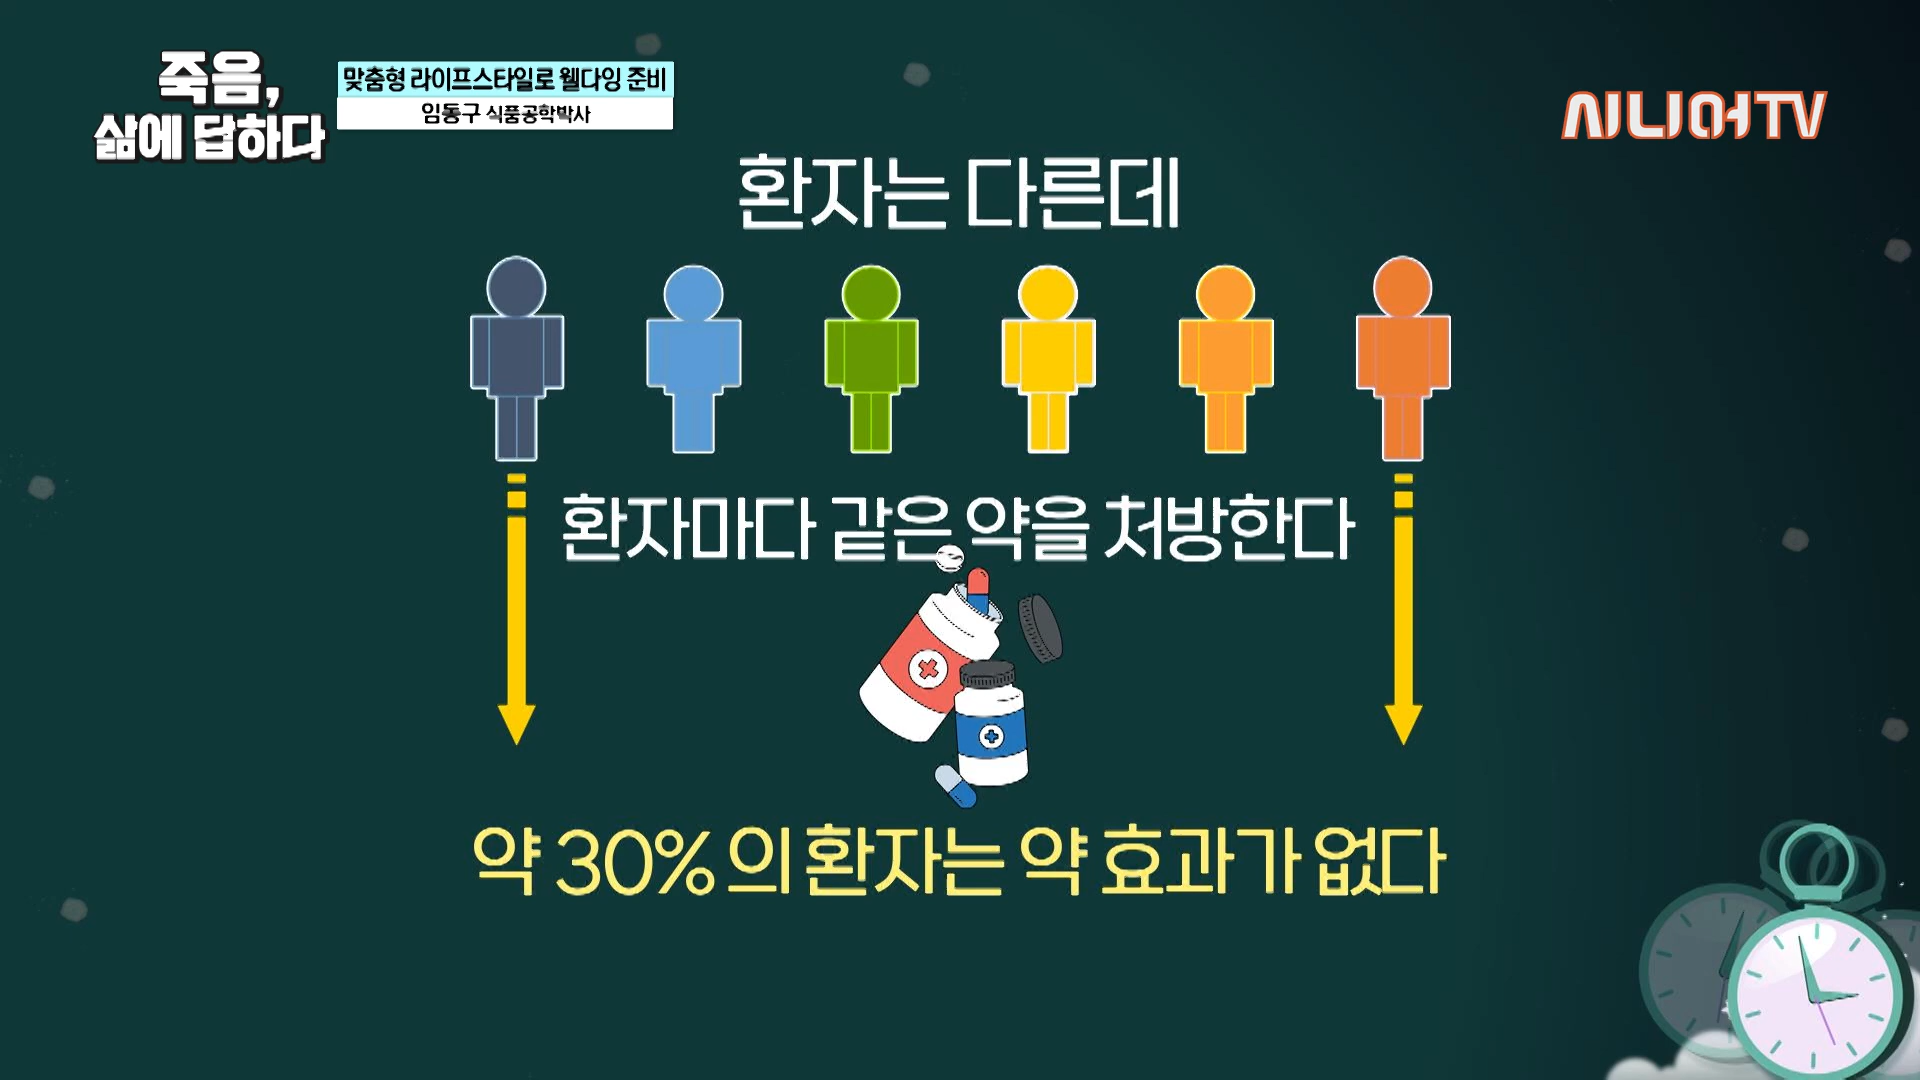 죽음,
삶에 답하다
맞춤형 라이프스타일로 웰다잉 준비
임동구 식품공학박사
시니어TV
환자는 다른데
환자마다 같은 약을 처방한다
약 30%의 환자는 약 효과가 없다